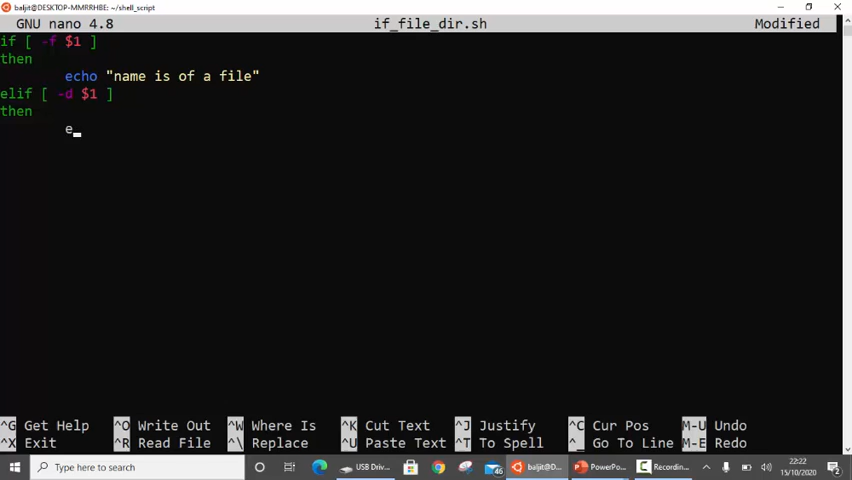 baljit@DESKTOP-MMRRHBE: ~/shell_script
GNU nano 4.8 if_file_dir.sh Modified
if [ -f $1 ]
then
echo "name is of a file"
elif [ -d $1 ]
then
e
^G Get Help ^O Write Out ^W Where Is ^K Cut Text ^J Justify ^C Cur Pos M-U Undo
^X Exit ^R Read File ^\ Replace ^U Paste Text ^T To Spell ^_ Go To Line M-E Redo
Type here to search USB Driv... baljit@D... PowerPo... Recordin... 22:22
46 15/10/2020 2